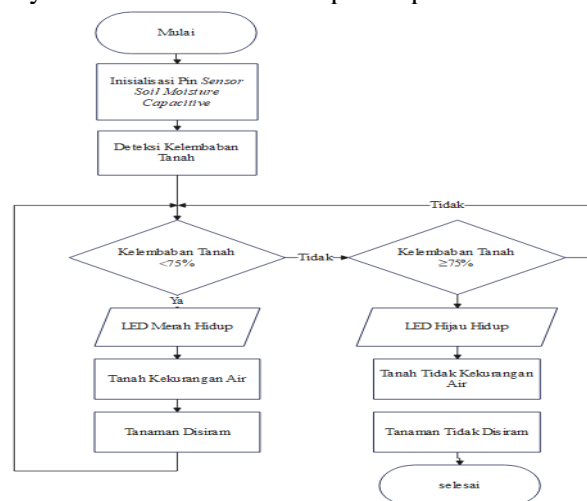 Mulai
Inisialisasi Pin Sensor
Soil Moisture
Capacitive
Deteksi Kelembaban
Tanah
Tidak
Kelembaban Tanah
<75%
Tidak
Kelembaban Tanah
≥75%
Ya
LED Merah Hidup
LED Hijau Hidup
Tanah Kekurangan Air
Tanah Tidak Kekurangan
Air
Tanaman Disiram
Tanaman Tidak Disiram
selesai